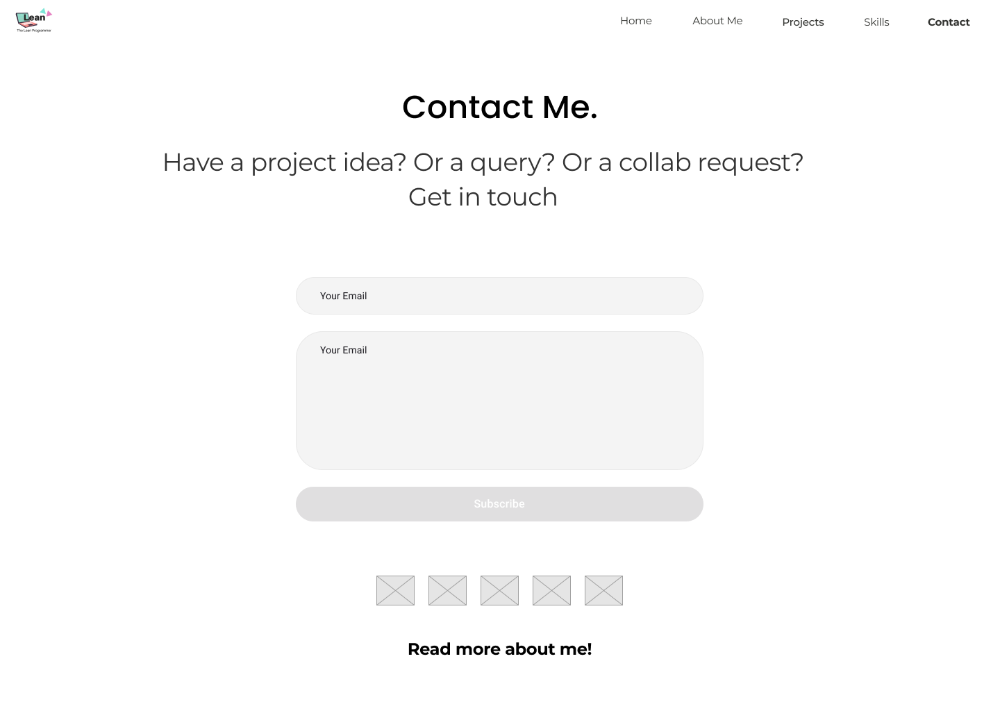 Lean
The Lean Programmer
Home About Me Projects Skills Contact
Contact Me.
Have a project idea? Or a query? Or a collab request?
Get in touch
Your Email
Your Email
Subscribe
Read more about me!